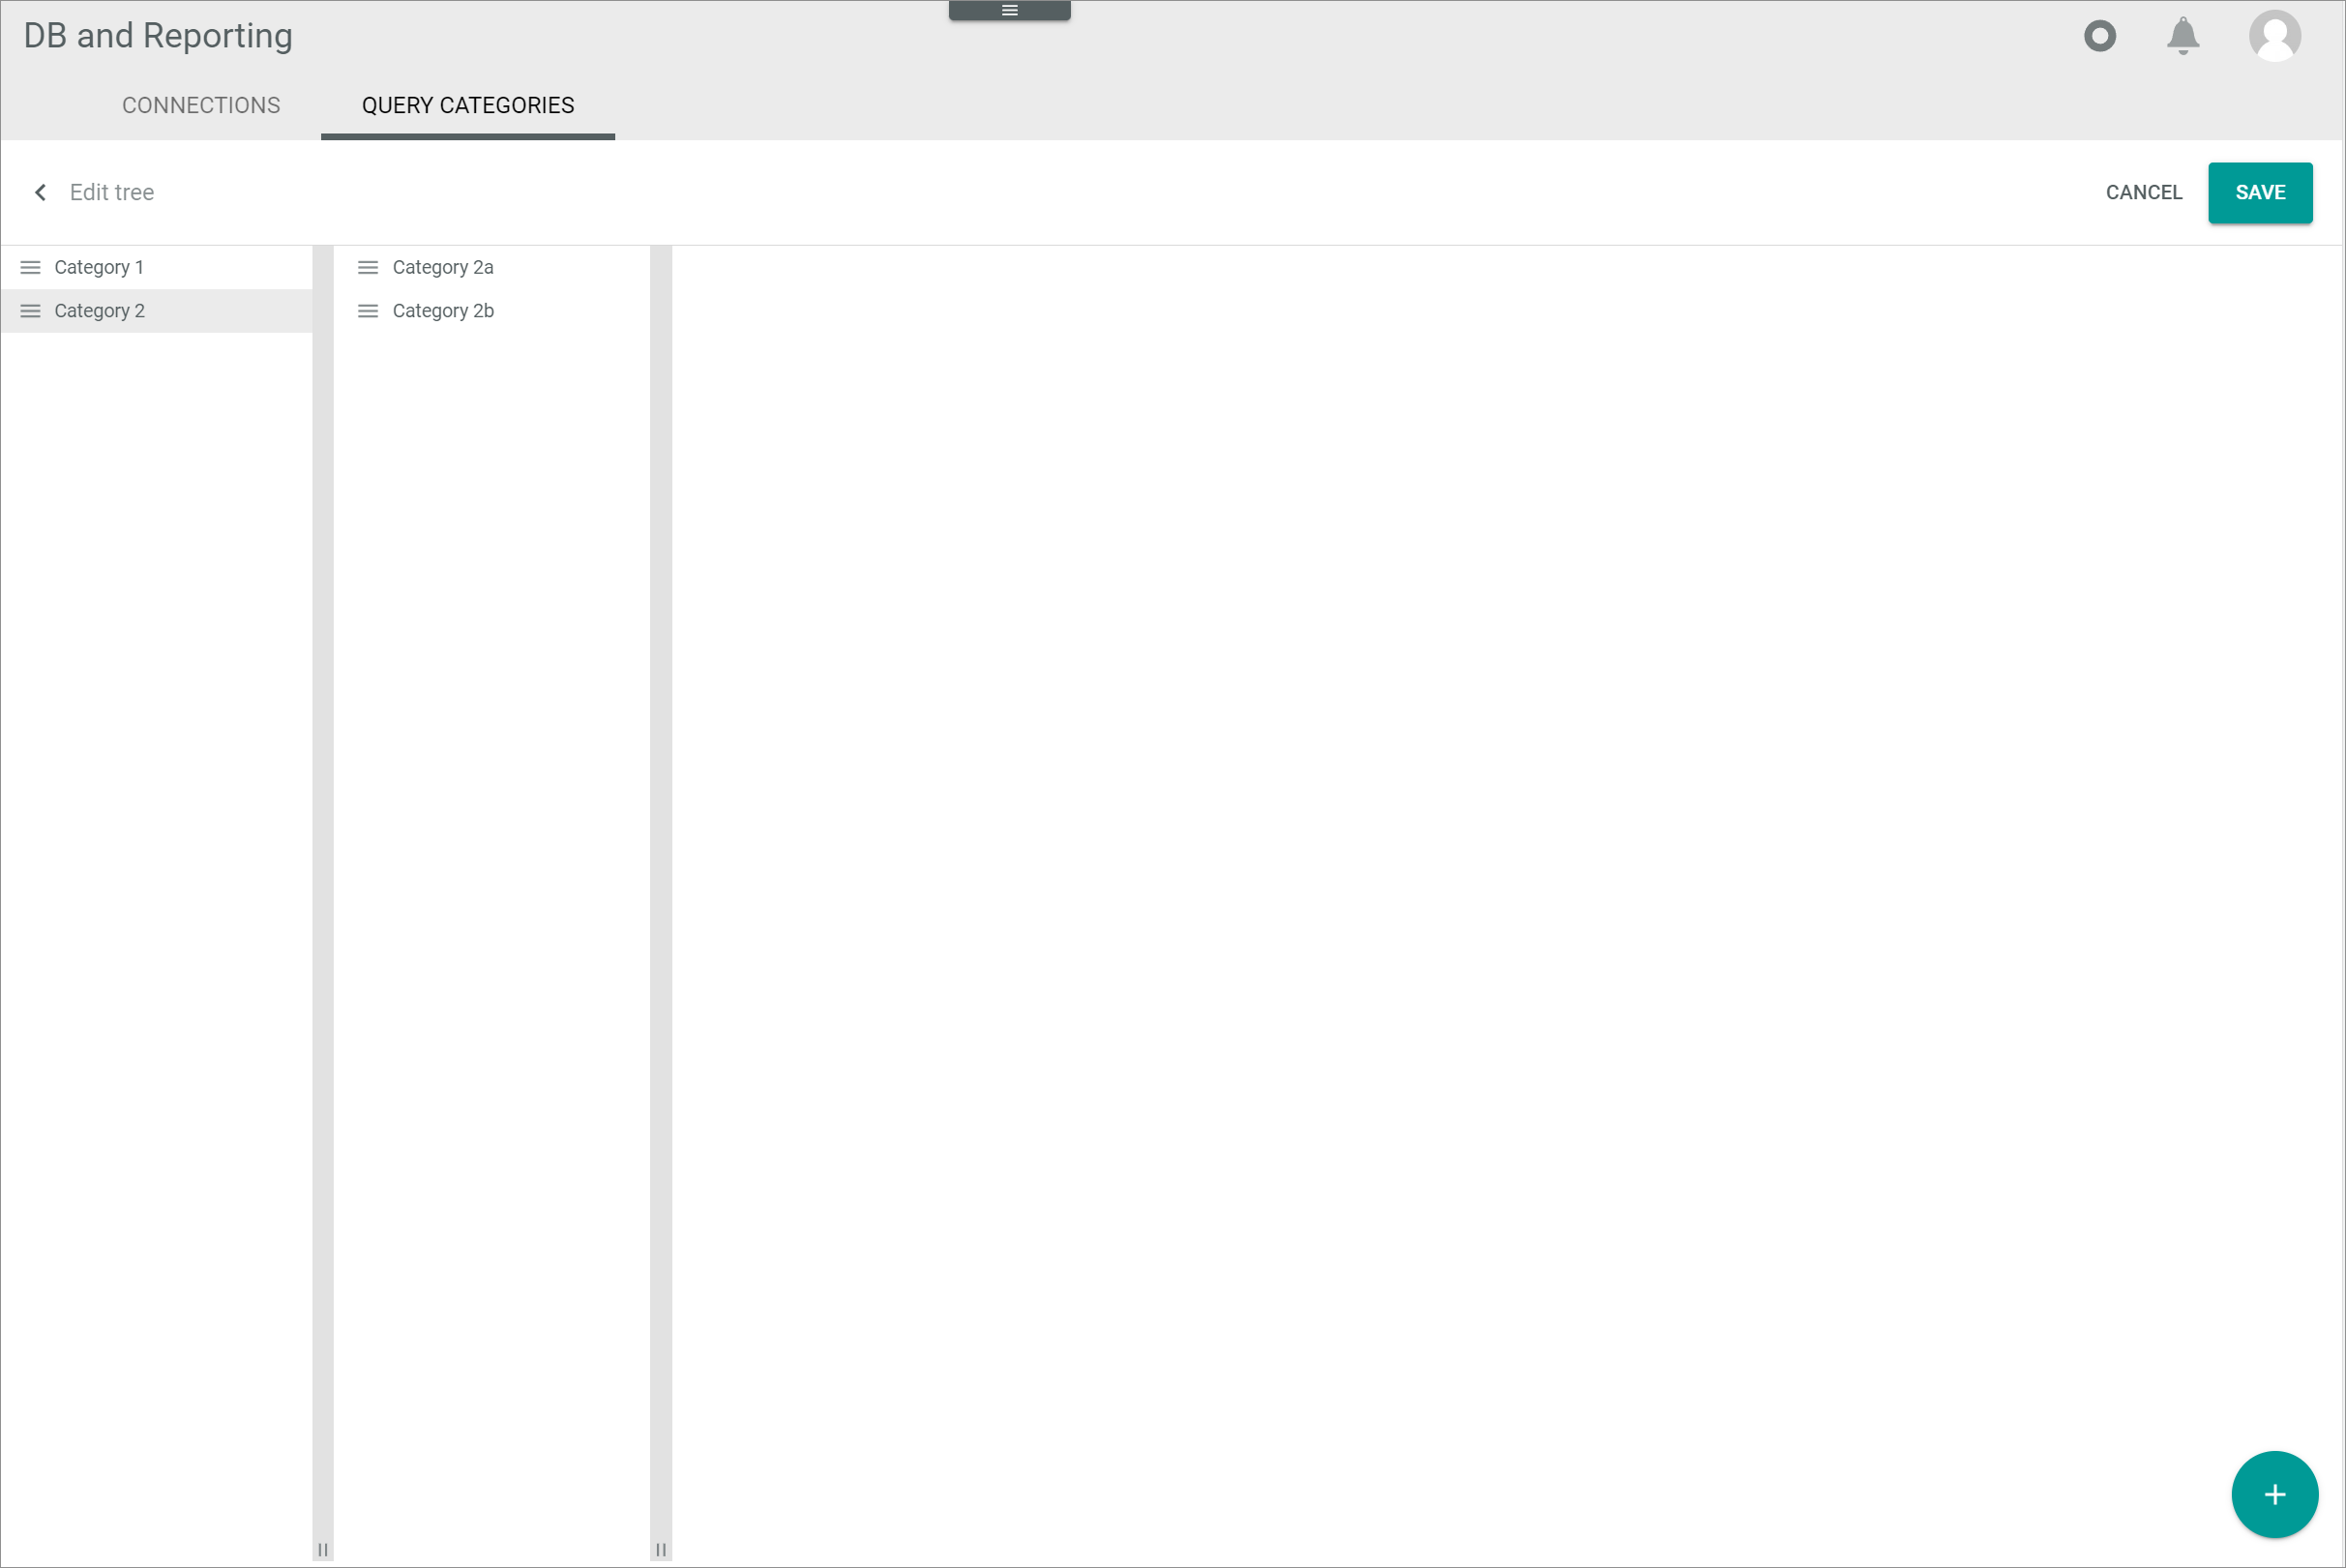 DB and Reporting
CONNECTIONS
QUERY CATEGORIES
Edit tree
CANCEL
SAVE
Category 1
Category 2
Category 2a
Category 2b